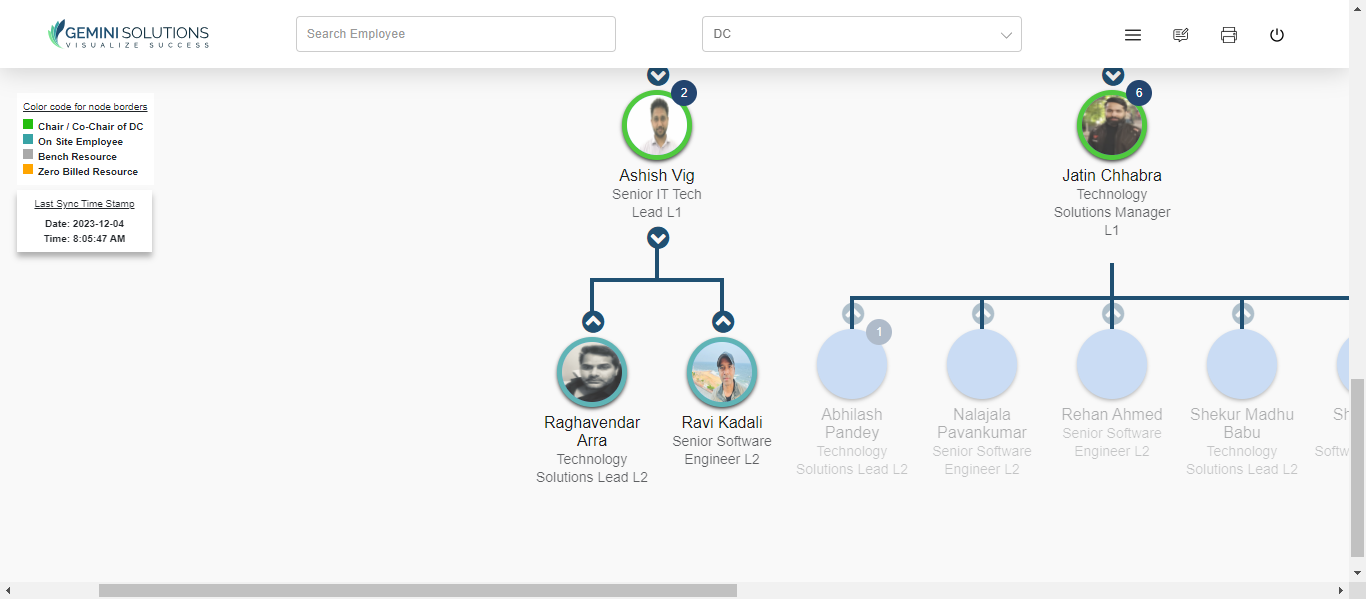 GEMINI SOLUTIONS
VISUALIZE SUCCESS
Search Employee
DC
Color code for node borders
Chair / Co-Chair of DC
On Site Employee
Bench Resource
Zero Billed Resource
Last Sync Time Stamp
Date: 2023-12-04
Time: 8:05:47 AM
2
Ashish Vig
Senior IT Tech
Lead L1
6
Jatin Chhabra
Technology
Solutions Manager
L1
Raghavendar
Arra
Technology
Solutions Lead L2
Ravi Kadali
Senior Software
Engineer L2
1
Abhilash
Pandey
Technology
Solutions Lead L2
Nalajala
Pavankumar
Senior Software
Engineer L2
Rehan Ahmed
Senior Software
Engineer L2
Shekur Madhu
Babu
Technology
Solutions Lead L2